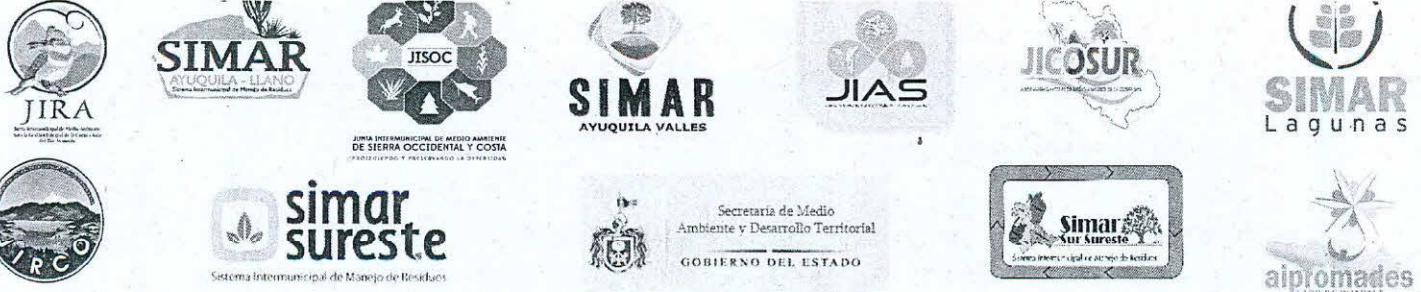 JIRA
SIMAR
AYUQUILA - LLANO
Sistema Intermunicipal de Manejo de Residuos
JISOC
JUNTA INTERMUNICIPAL DE MEDIO AMBIENTE
DE SIERRA OCCIDENTAL Y COSTA
SIMAR
AYUQUILA VALLES
JIAS
JICOSUR
SIMAR
Lagunas
simar
sureste
Sistema Intermunicipal de Manejo de Residuos
Secretaría de Medio
Ambiente y Desarrollo Territorial
GOBIERNO DEL ESTADO
Simar
Sur Sureste
Sistema Intermunicipal de Manejo de Residuos
aipromades